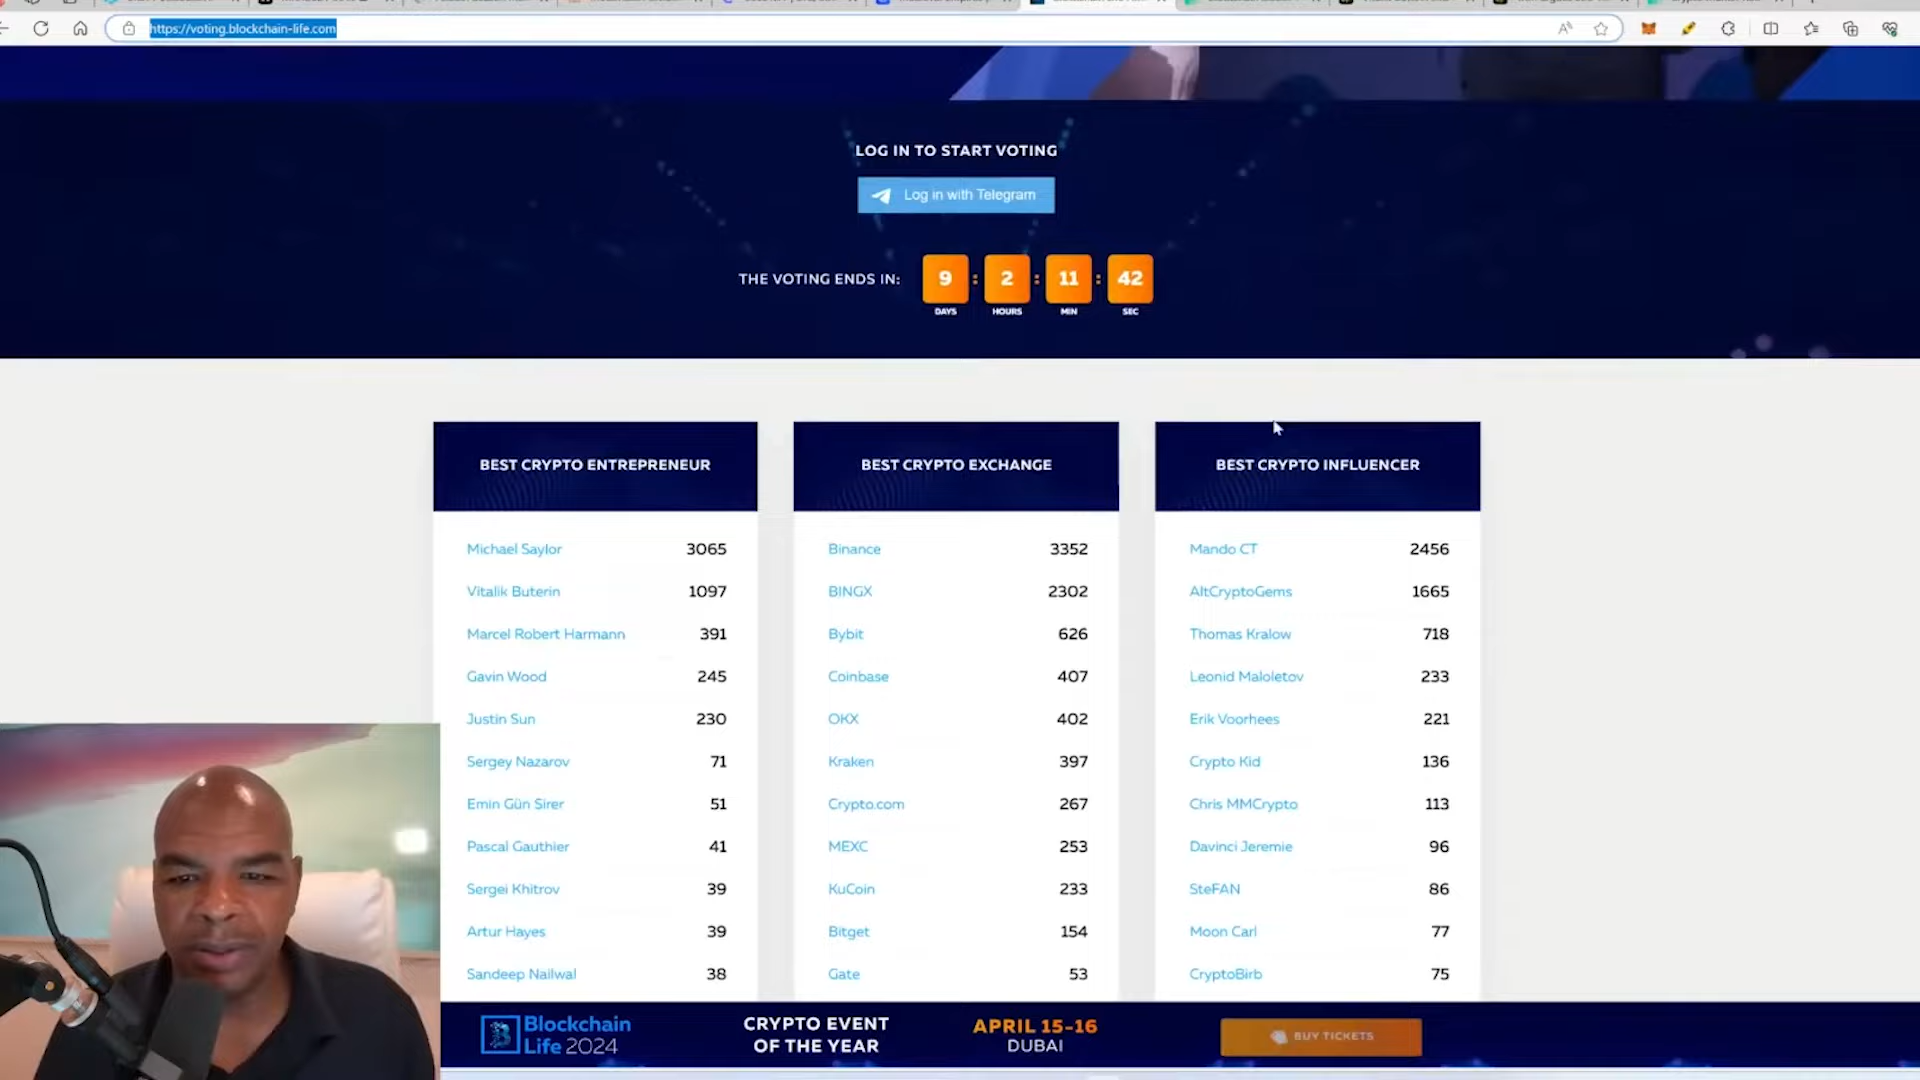 https://voting.blockchain-life.com
LOG IN TO START VOTING
Log in with Telegram
THE VOTING ENDS IN: 9 : 2 : 11 : 42
DAYS HOURS MIN SEC
BEST CRYPTO ENTREPRENEUR
Michael Saylor 3065
Vitalik Buterin 1097
Marcel Robert Harmann 391
Gavin Wood 245
Justin Sun 230
Sergey Nazarov 71
Emin Gün Sirer 51
Pascal Gauthier 41
Sergei Khitrov 39
Artur Hayes 39
Sandeep Nailwal 38
BEST CRYPTO EXCHANGE
Binance 3352
BINGX 2302
Bybit 626
Coinbase 407
OKX 402
Kraken 397
Crypto.com 267
MEXC 253
KuCoin 233
Bitget 154
Gate 53
BEST CRYPTO INFLUENCER
Mando CT 2456
AltCryptoGems 1665
Thomas Kralow 718
Leonid Maloletov 233
Erik Voorhees 221
Crypto Kid 136
Chris MMCrypto 113
Davinci Jeremie 96
SteFAN 86
Moon Carl 77
CryptoBirb 75
Blockchain
Life 2024
CRYPTO EVENT
OF THE YEAR
APRIL 15-16
DUBAI
BUY TICKETS